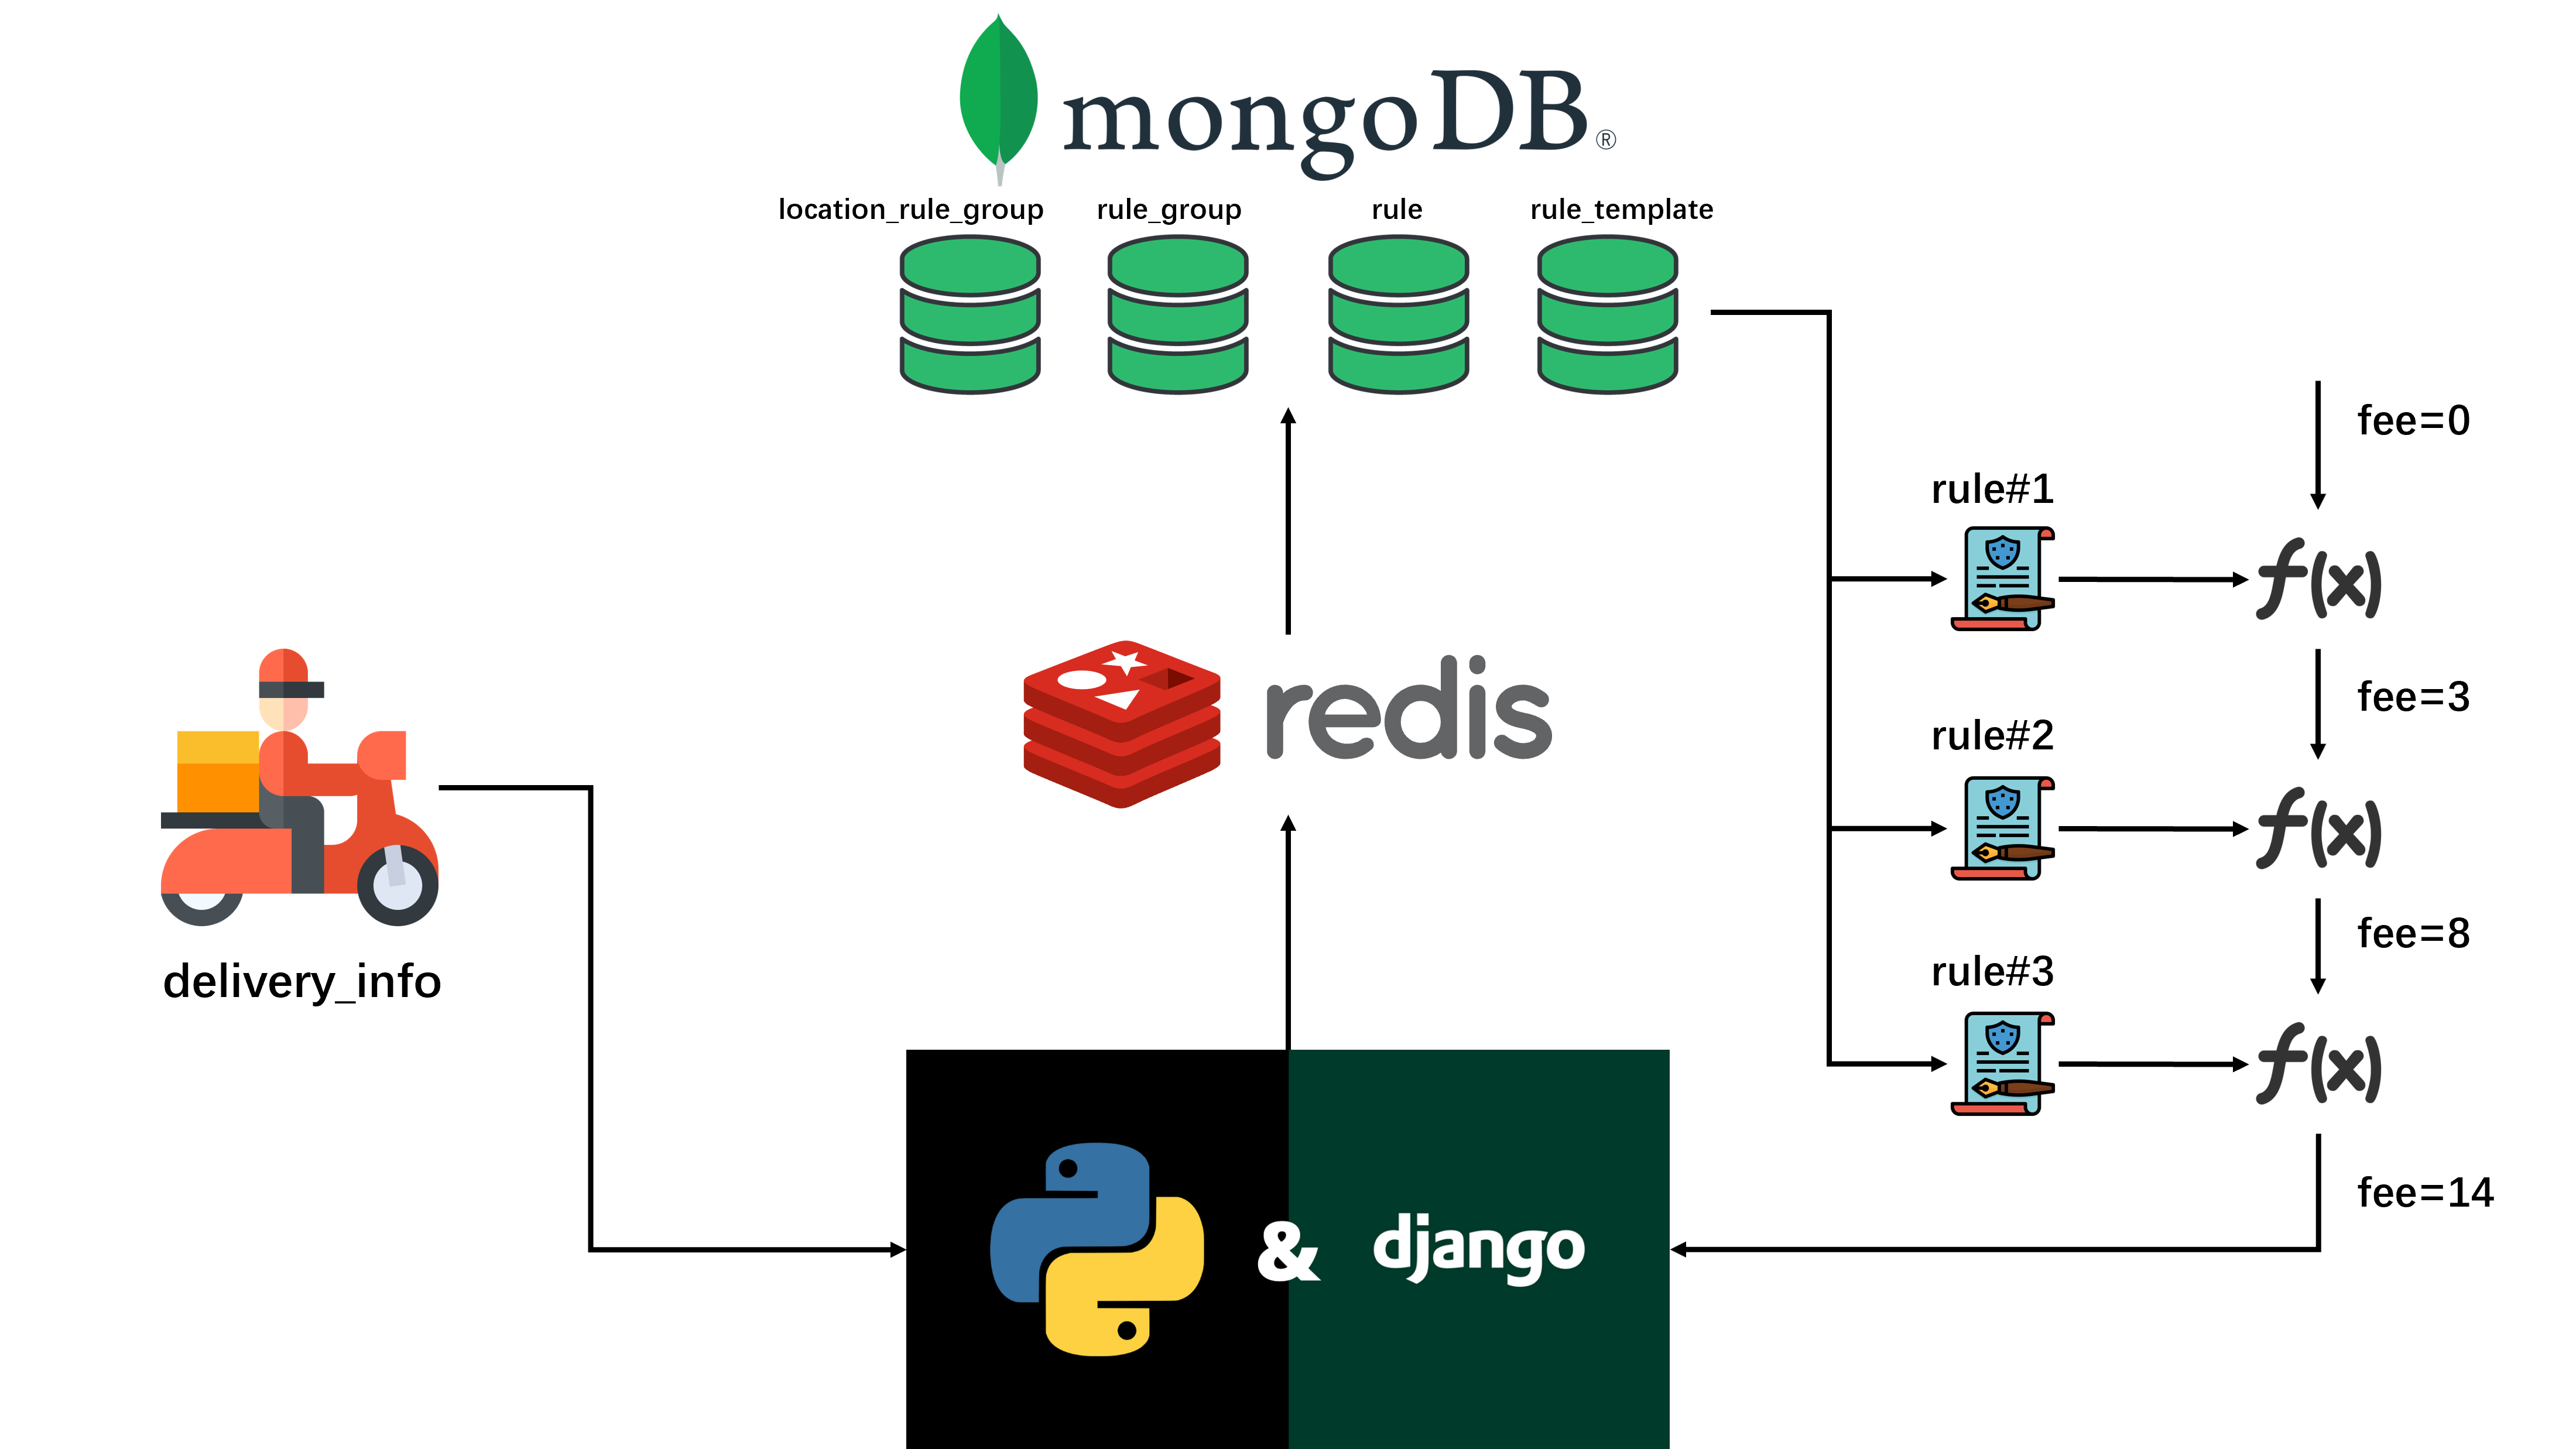 mongoDB®
location_rule_group
rule_group
rule
rule_template
fee=0
rule#1
f(x)
fee=3
redis
rule#2
f(x)
fee=8
delivery_info
rule#3
f(x)
fee=14
& django